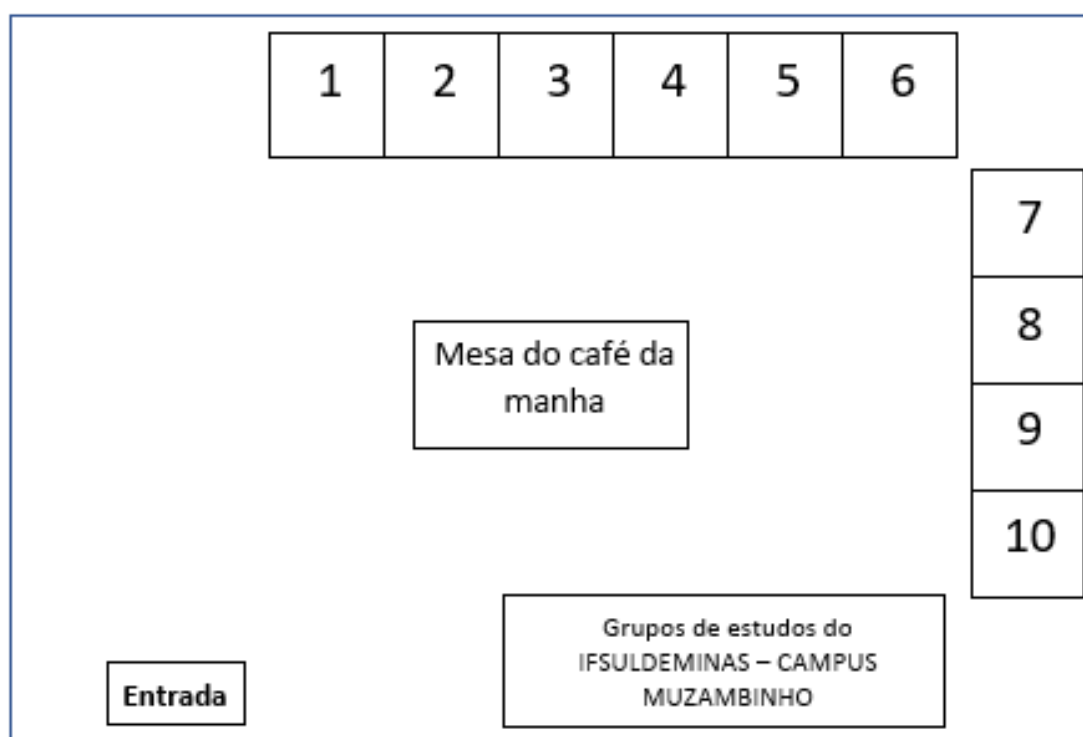 1 2 3 4 5 6
7
8
Mesa do café da
manha
9
10
Grupos de estudos do
IFSULDEMINAS – CAMPUS
MUZAMBINHO
Entrada